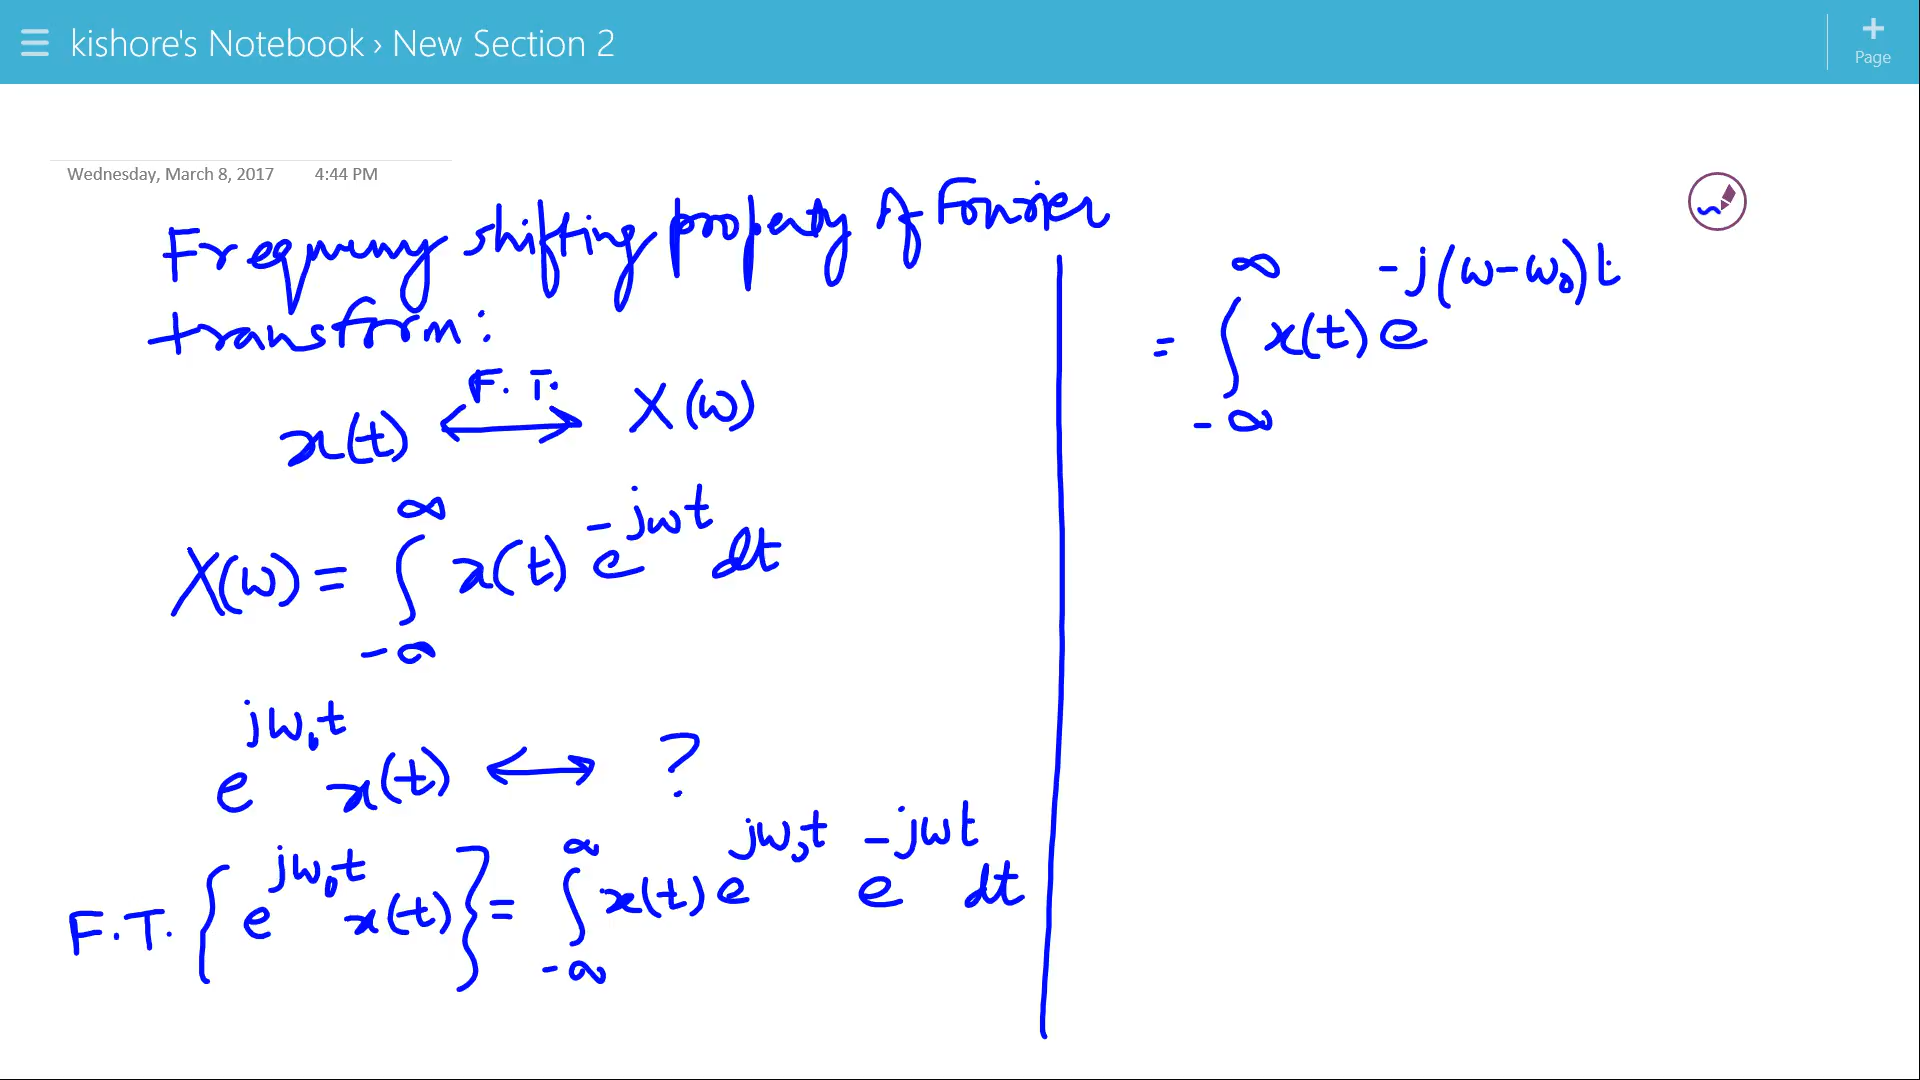 kishore's Notebook › New Section 2
+
Page
Wednesday, March 8, 2017 4:44 PM
Frequency shifting property of Fourier
transform:
x(t) ⟷ X(ω)
F.T.
X(ω) = ∫_{-∞}^{∞} x(t) e^{-jωt} dt
e^{jω₀t} x(t) ⟷ ?
F.T. { e^{jω₀t} x(t) } = ∫_{-∞}^{∞} x(t) e^{jω₀t} e^{-jωt} dt
= ∫_{-∞}^{∞} x(t) e^{-j(ω-ω₀)t}